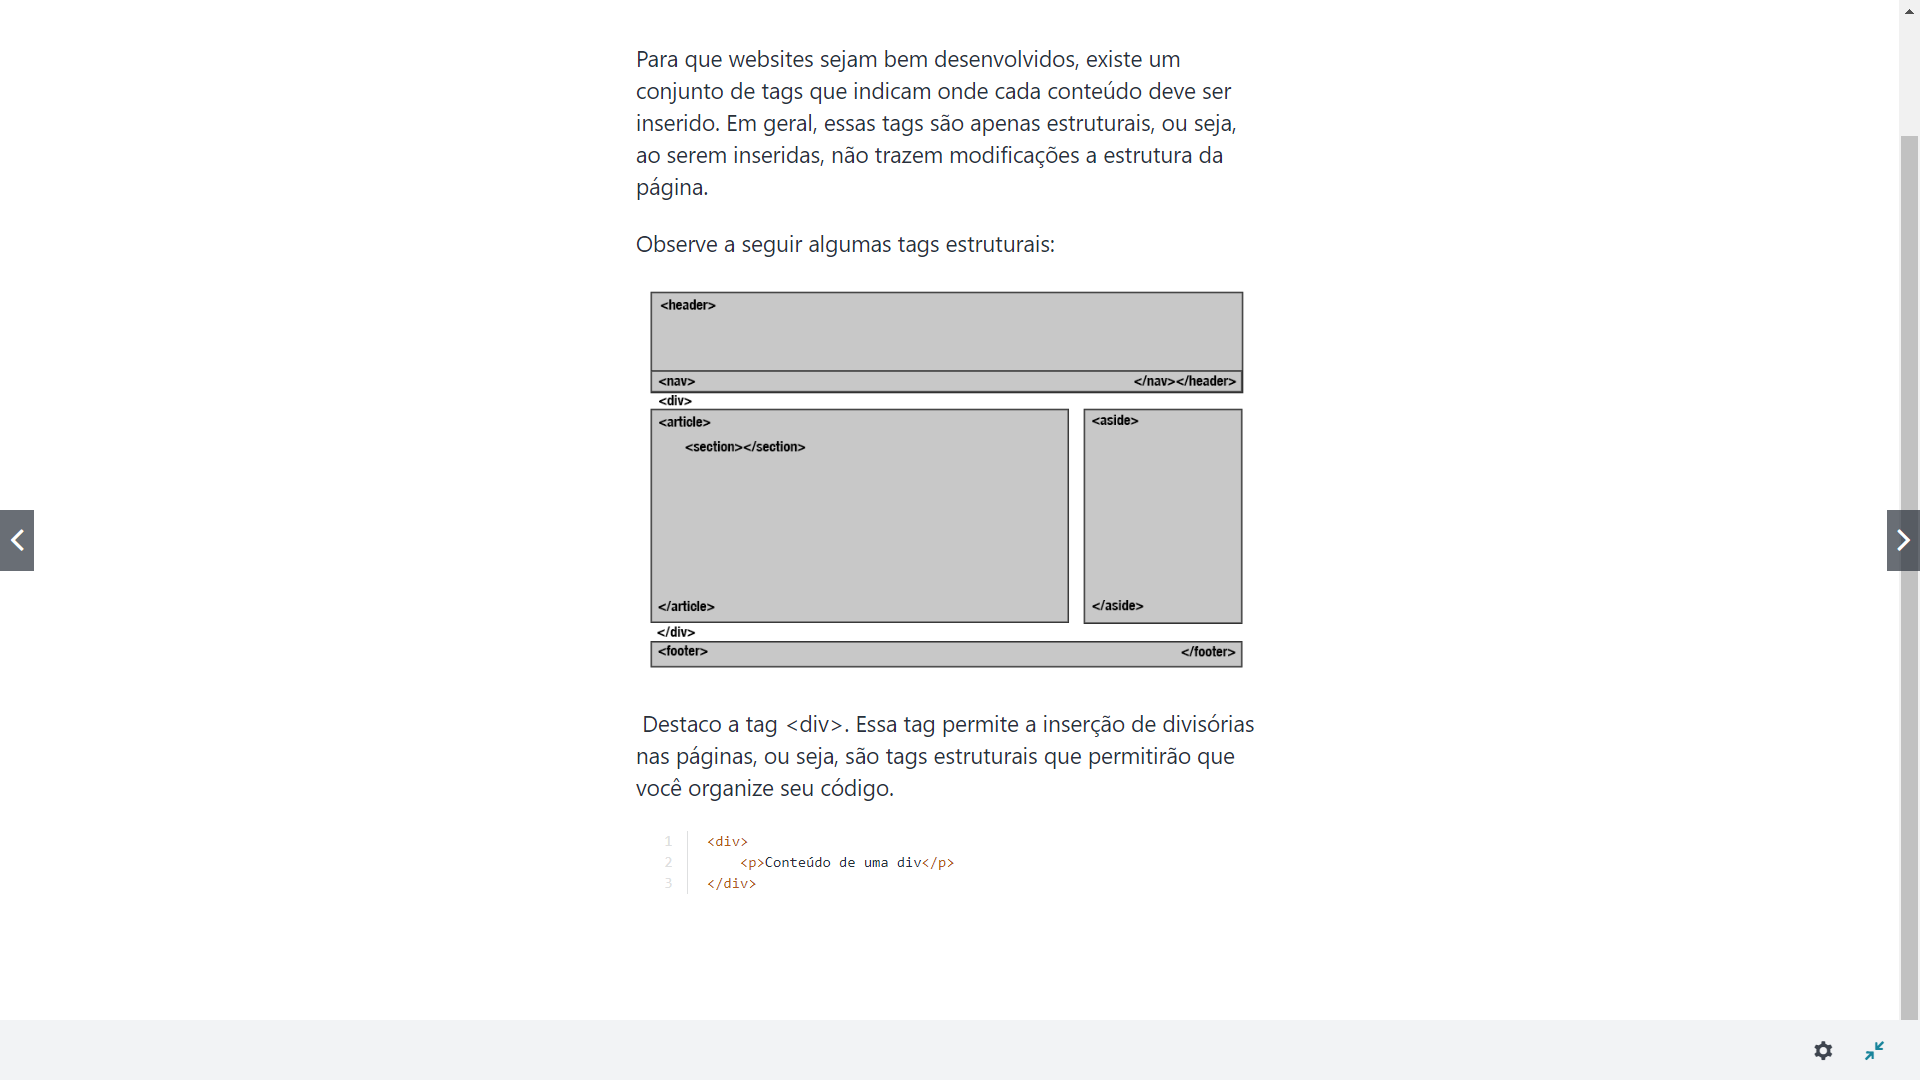 Para que websites sejam bem desenvolvidos, existe um
conjunto de tags que indicam onde cada conteúdo deve ser
inserido. Em geral, essas tags são apenas estruturais, ou seja,
ao serem inseridas, não trazem modificações a estrutura da
página.
Observe a seguir algumas tags estruturais:
<header>
<nav> </nav></header>
<div>
<article>
<section></section>
</article>
<aside>
</aside>
</div>
<footer> </footer>
Destaco a tag <div>. Essa tag permite a inserção de divisórias
nas páginas, ou seja, são tags estruturais que permitirão que
você organize seu código.
1 <div>
2 <p>Conteúdo de uma div</p>
3 </div>